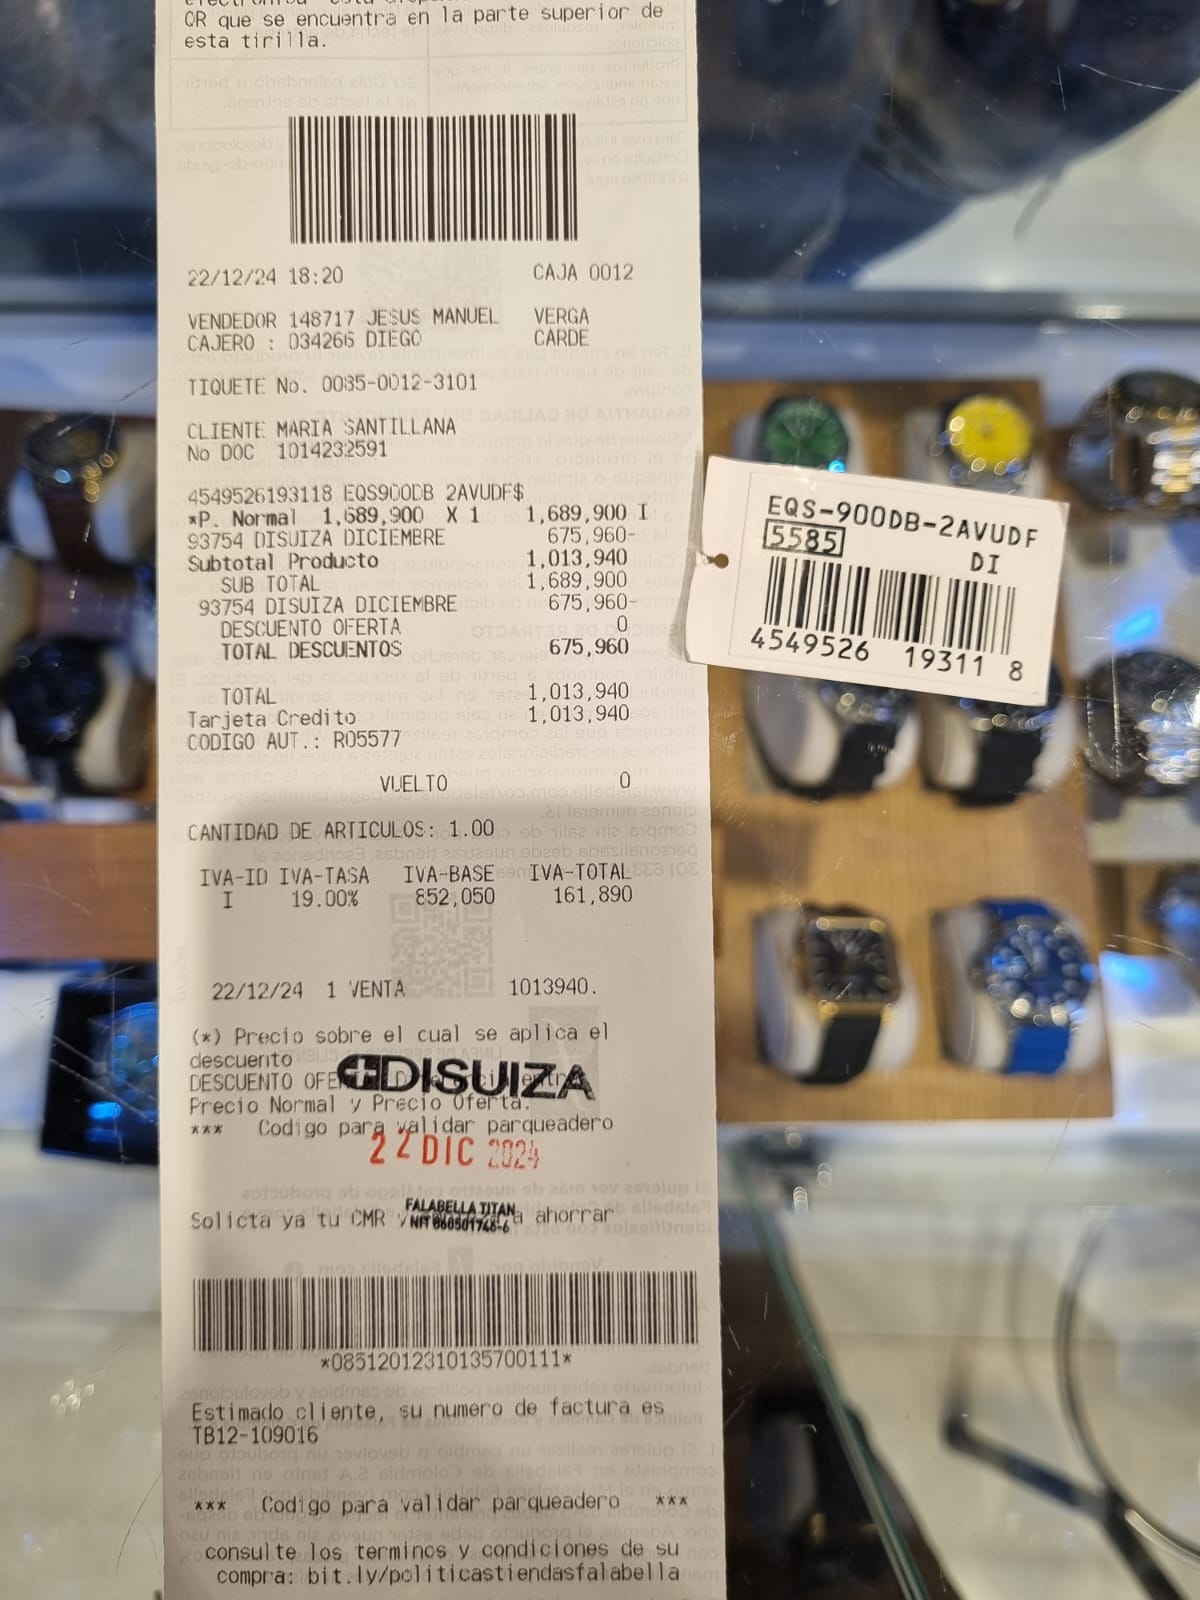 QR que se encuentra en la parte superior de
esta tirilla.
22/12/24 18:20 CAJA 0012
VENDEDOR 148717 JESUS MANUEL VERGA
CAJERO : 034266 DIEGO CARDE
TIQUETE No. 0085-0012-3101
CLIENTE MARIA SANTILLANA
No DOC 1014232591
4549526193118 EQS900DB 2AVUDF$
*P. Normal 1,689,900 X 1 1,689,900 I
93754 DISUIZA DICIEMBRE 675,960-
Subtotal Producto 1,013,940
SUB TOTAL 1,689,900
93754 DISUIZA DICIEMBRE 675,960-
DESCUENTO OFERTA 0
TOTAL DESCUENTOS 675,960
TOTAL 1,013,940
Tarjeta Credito 1,013,940
CODIGO AUT.: R05577
VUELTO 0
CANTIDAD DE ARTICULOS: 1.00
IVA-ID IVA-TASA IVA-BASE IVA-TOTAL
I 19.00% 852,050 161,890
22/12/24 1 VENTA 1013940.
(*) Precio sobre el cual se aplica el
descuento
DESCUENTO
DISUIZA
Precio Normal y Precio Oferta.
*** Codigo para validar parqueadero
22 DIC 2024
FALABELLA TITAN
Solicta ya tu CMR y a ahorrar
NIT 860501746-6
*08512012310135700111*
Estimado cliente, su numero de factura es
TB12-109016
*** Codigo para validar parqueadero ***
consulte los terminos y condiciones de su
compra: bit.ly/politicastiendasfalabella
EQS-900DB-2AVUDF
5585 DI
4549526 19311 8